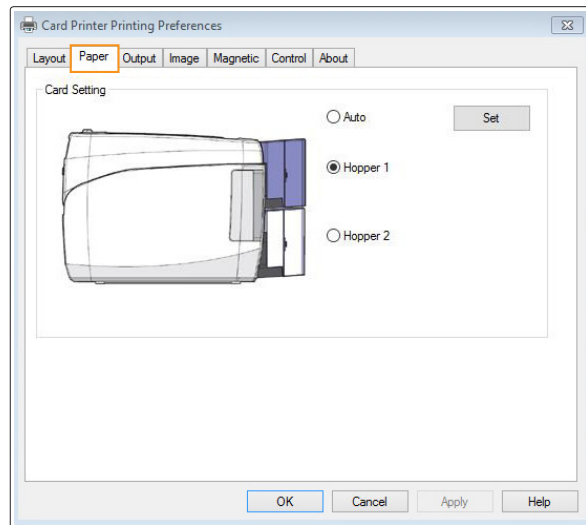 Card Printer Printing Preferences
Layout Paper Output Image Magnetic Control About
Card Setting
Auto
Set
Hopper 1
Hopper 2
OK Cancel Apply Help